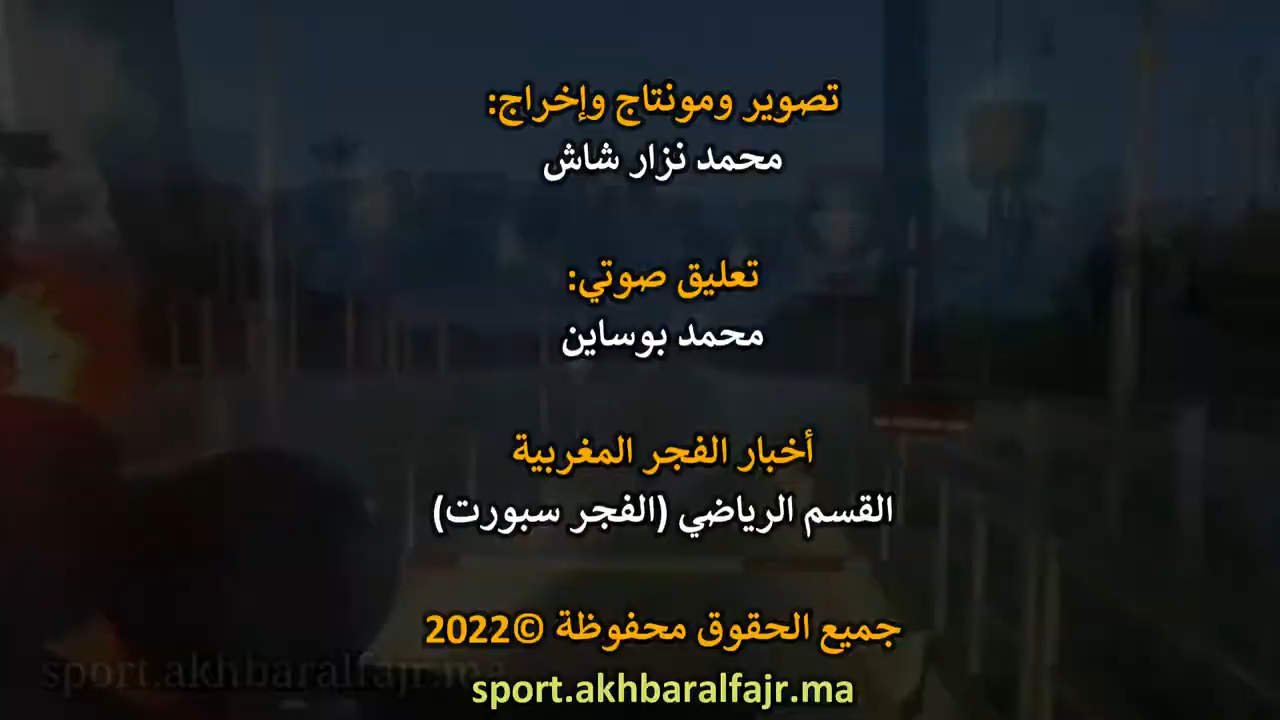 تصوير ومونتاج وإخراج:
محمد نزار شاش
تعليق صوتي:
محمد بوساين
أخبار الفجر المغربية
القسم الرياضي (الفجر سبورت)
جميع الحقوق محفوظة ©2022
sport.akhbaralfajr.ma
sport.akhbaralfajr.ma